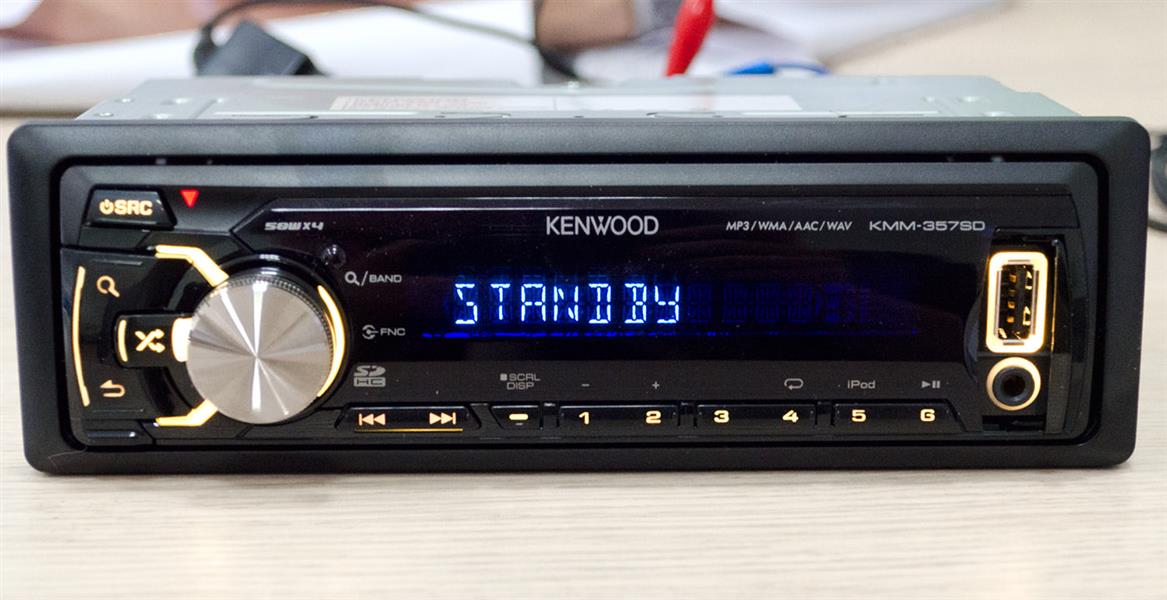 SRC
50W X4
KENWOOD
MP3/WMA/AAC/WAV KMM-357SD
/BAND
STANDBY
FNC
SD
HC
SCRL
DISP
- +
iPod
1 2 3 4 5 6